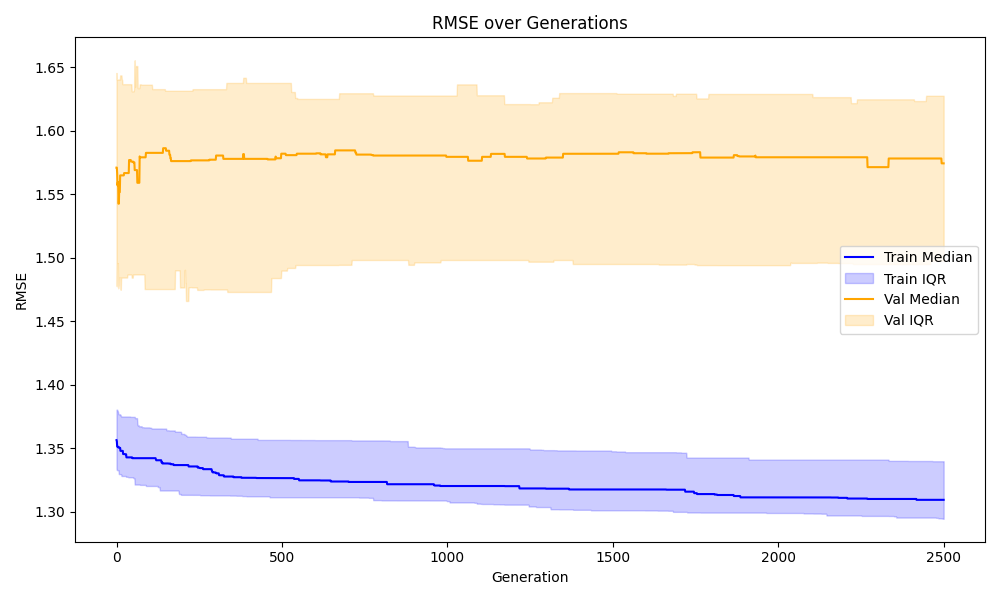 RMSE over Generations
RMSE
1.65
1.60
1.55
1.50
1.45
1.40
1.35
1.30
Train Median
Train IQR
Val Median
Val IQR
0
500
1000
1500
2000
2500
Generation